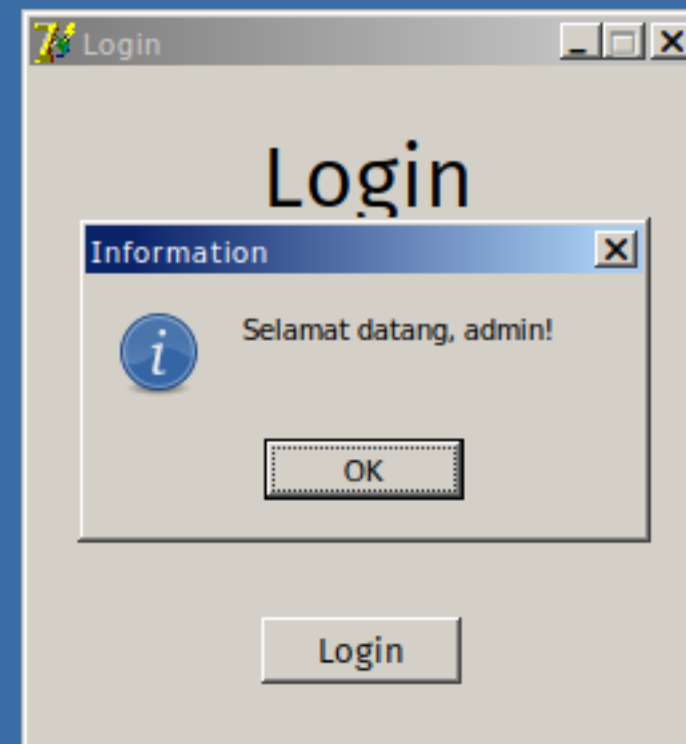 Login
Login
Information
Selamat datang, admin!
OK
Login